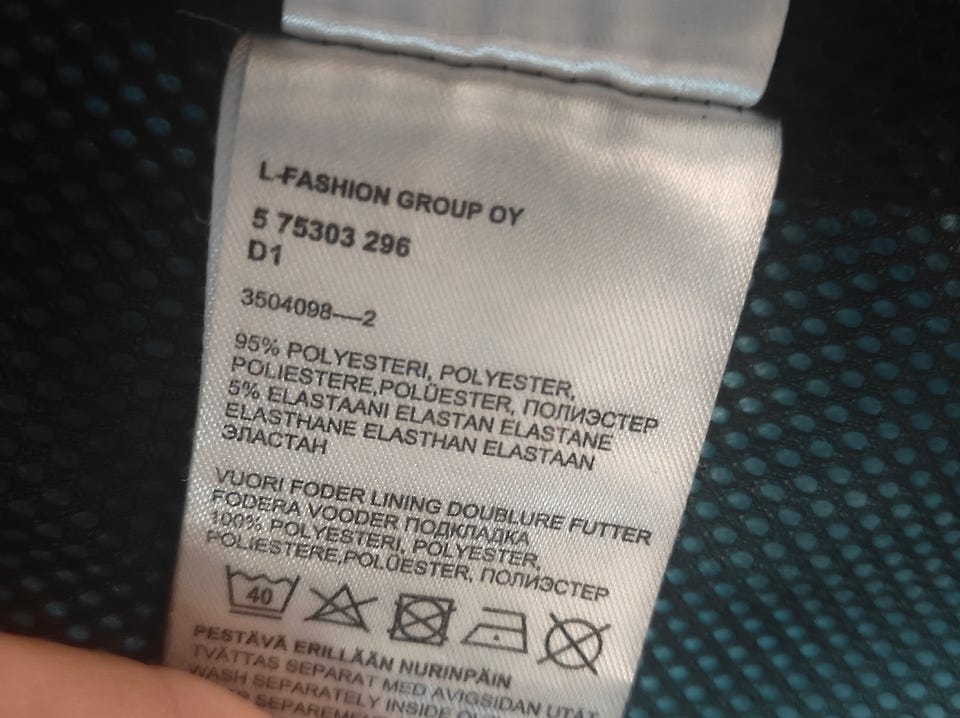 L-FASHION GROUP OY
5 75303 296
D1
3504098—2
95% POLYESTERI, POLYESTER,
POLIESTERE,POLÜESTER, ПОЛИЭСТЕР
5% ELASTAANI ELASTAN ELASTANE
ELASTHANE ELASTHAN ELASTAAN
ЭЛАСТАН
VUORI FODER LINING DOUBLURE FUTTER
FODERA VOODER ПОДКЛАДКА
100% POLYESTERI, POLYESTER,
POLIESTERE,POLÜESTER, ПОЛИЭСТЕР
40
PESTÄVÄ ERILLÄÄN NURINPÄIN
TVÄTTAS SEPARAT MED AVIGSIDAN UTÅT
WASH SEPARATELY INSIDE